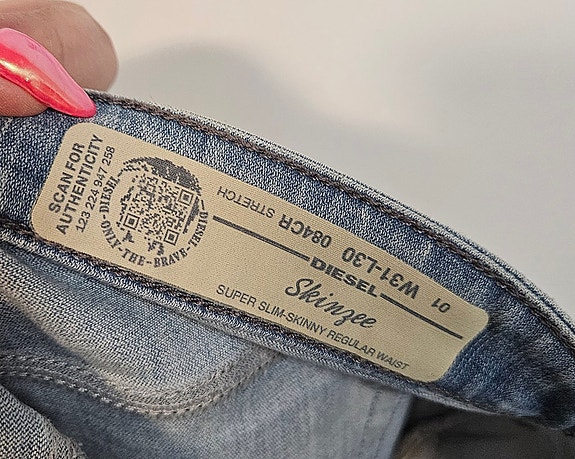 SCAN FOR
AUTHENTICITY
123 224 947 258
DIESEL·ONLY·THE·BRAVE·
01 W31-L30 084CR STRETCH
DIESEL
Skinzee
SUPER SLIM-SKINNY REGULAR WAIST